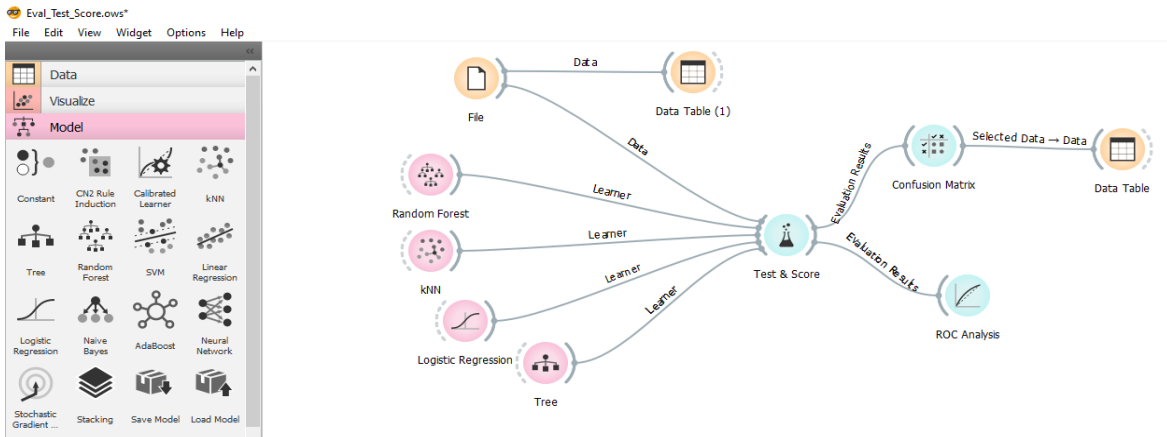 Eval_Test_Score.ows*
File Edit View Widget Options Help
Data
Visualize
Model
Constant
CN2 Rule
Induction
Calibrated
Learner
kNN
Tree
Random
Forest
SVM
Linear
Regression
Logistic
Regression
Naive
Bayes
AdaBoost
Neural
Network
Stochastic
Gradient ...
Stacking
Save Model
Load Model
File
Data
Data Table (1)
Data
Random Forest
Learner
kNN
Learner
Logistic Regression
Learner
Tree
Learner
Test & Score
Evaluation Results
Confusion Matrix
Selected Data → Data
Data Table
Evaluation Results
ROC Analysis